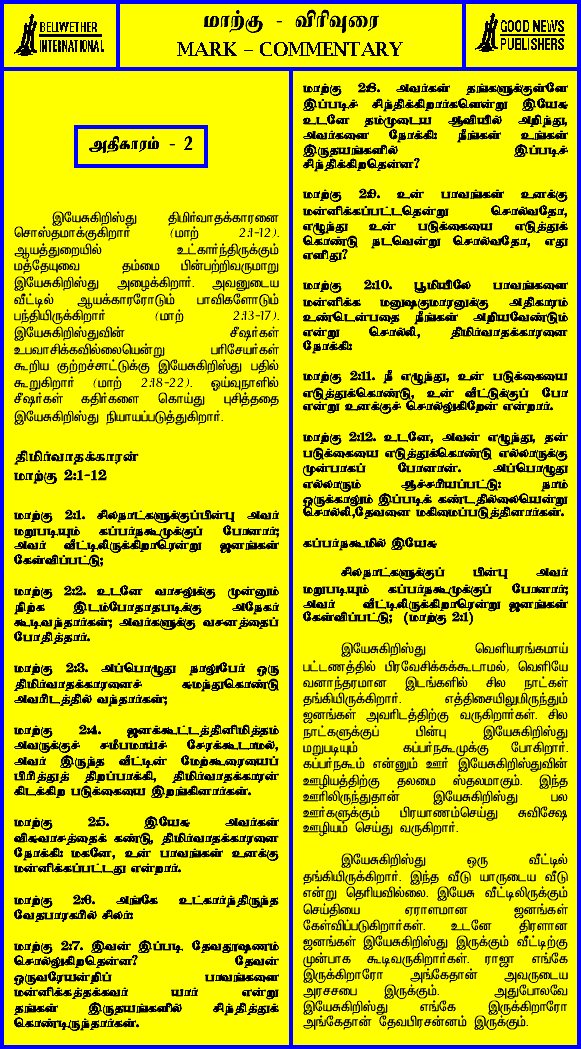 BELLWETHER
INTERNATIONAL
மாற்கு - விரிவுரை
MARK – COMMENTARY
GOOD NEWS
PUBLISHERS
அதிகாரம் - 2
இயேசுகிறிஸ்து திமிர்வாதக்காரனை
சொஸ்தமாக்குகிறார் (மாற் 2:1-12).
ஆயத்துறையில் உட்கார்ந்திருக்கும்
மத்தேயுவை தம்மை பின்பற்றிவருமாறு
இயேசுகிறிஸ்து அழைக்கிறார். அவனுடைய
வீட்டில் ஆயக்காரரோடும் பாவிகளோடும்
பந்தியிருக்கிறார் (மாற் 2:13-17).
இயேசுகிறிஸ்துவின் சீஷர்கள்
உபவாசிக்கவில்லையென்று பரிசேயர்கள்
கூறிய குற்றச்சாட்டுக்கு இயேசுகிறிஸ்து பதில்
கூறுகிறார் (மாற் 2:18-22). ஓய்வுநாளில்
சீஷர்கள் கதிர்களை கொய்து புசித்ததை
இயேசுகிறிஸ்து நியாயப்படுத்துகிறார்.
திமிர்வாதக்காரன்
மாற்கு 2:1-12
மாற்கு 2:1. சிலநாட்களுக்குப்பின்பு அவர்
மறுபடியும் கப்பர்நகூமுக்குப் போனார்;
அவர் வீட்டிலிருக்கிறாரென்று ஜனங்கள்
கேள்விப்பட்டு;
மாற்கு 2:2. உடனே வாசலுக்கு முன்னும்
நிற்க இடம்போதாதபடிக்கு அநேகர்
கூடிவந்தார்கள்; அவர்களுக்கு வசனத்தைப்
போதித்தார்.
மாற்கு 2:3. அப்பொழுது நாலுபேர் ஒரு
திமிர்வாதக்காரனைச் சுமந்துகொண்டு
அவரிடத்தில் வந்தார்கள்;
மாற்கு 2:4. ஜனக்கூட்டத்தினிமித்தம்
அவருக்குச் சமீபமாய்ச் சேரக்கூடாமல்,
அவர் இருந்த வீட்டின் மேற்கூரையைப்
பிரித்துத் திறப்பாக்கி, திமிர்வாதக்காரன்
கிடக்கிற படுக்கையை இறங்கினார்கள்.
மாற்கு 2:5. இயேசு அவர்கள்
விசுவாசத்தைக் கண்டு, திமிர்வாதக்காரனை
நோக்கி: மகனே, உன் பாவங்கள் உனக்கு
மன்னிக்கப்பட்டது என்றார்.
மாற்கு 2:6. அங்கே உட்கார்ந்திருந்த
வேதபாரகரில் சிலர்:
மாற்கு 2:7. இவன் இப்படி தேவதூஷணம்
சொல்லுகிறதென்ன? தேவன்
ஒருவரேயன்றிப் பாவங்களை
மன்னிக்கத்தக்கவர் யார் என்று
தங்கள் இருதயங்களில் சிந்தித்துக்
கொண்டிருந்தார்கள்.
மாற்கு 2:8. அவர்கள் தங்களுக்குள்ளே
இப்படிச் சிந்திக்கிறார்களென்று இயேசு
உடனே தம்முடைய ஆவியில் அறிந்து,
அவர்களை நோக்கி: நீங்கள் உங்கள்
இருதயங்களில் இப்படிச்
சிந்திக்கிறதென்ன?
மாற்கு 2:9. உன் பாவங்கள் உனக்கு
மன்னிக்கப்பட்டதென்று சொல்வதோ,
எழுந்து உன் படுக்கையை எடுத்துக்
கொண்டு நடவென்று சொல்வதோ, எது
எளிது?
மாற்கு 2:10. பூமியிலே பாவங்களை
மன்னிக்க மனுஷகுமாரனுக்கு அதிகாரம்
உண்டென்பதை நீங்கள் அறியவேண்டும்
என்று சொல்லி, திமிர்வாதக்காரனை
நோக்கி:
மாற்கு 2:11. நீ எழுந்து, உன் படுக்கையை
எடுத்துக்கொண்டு, உன் வீட்டுக்குப் போ
என்று உனக்குச் சொல்லுகிறேன் என்றார்.
மாற்கு 2:12. உடனே, அவன் எழுந்து, தன்
படுக்கையை எடுத்துக்கொண்டு எல்லாருக்கு
முன்பாகப் போனான். அப்பொழுது
எல்லாரும் ஆச்சரியப்பட்டு: நாம்
ஒருக்காலும் இப்படிக் கண்டதில்லையென்று
சொல்லி,தேவனை மகிமைப்படுத்தினார்கள்.
கப்பர்நகூமில் இயேசு
சிலநாட்களுக்குப் பின்பு அவர்
மறுபடியும் கப்பர்நகூமுக்குப் போனார்;
அவர் வீட்டிலிருக்கிறாரென்று ஜனங்கள்
கேள்விப்பட்டு; (மாற்கு 2:1)
இயேசுகிறிஸ்து வெளியரங்கமாய்
பட்டணத்தில் பிரவேசிக்கக்கூடாமல், வெளியே
வனாந்தரமான இடங்களில் சில நாட்கள்
தங்கியிருக்கிறார். எத்திசையிலுமிருந்தும்
ஜனங்கள் அவரிடத்திற்கு வருகிறார்கள். சில
நாட்களுக்குப் பின்பு இயேசுகிறிஸ்து
மறுபடியும் கப்பர்நகூமுக்கு போகிறார்.
கப்பர்நகூம் என்னும் ஊர் இயேசுகிறிஸ்துவின்
ஊழியத்திற்கு தலமை ஸ்தலமாகும். இந்த
ஊரிலிருந்துதான் இயேசுகிறிஸ்து பல
ஊர்களுக்கும் பிரயாணம்செய்து சுவிசேஷ
ஊழியம் செய்து வருகிறார்.
இயேசுகிறிஸ்து ஒரு வீட்டில்
தங்கியிருக்கிறார். இந்த வீடு யாருடைய வீடு
என்று தெரியவில்லை. இயேசு வீட்டிலிருக்கும்
செய்தியை ஏராளமான ஜனங்கள்
கேள்விப்படுகிறார்கள். உடனே திரளான
ஜனங்கள் இயேசுகிறிஸ்து இருக்கும் வீட்டிற்கு
முன்பாக கூடிவருகிறார்கள். ராஜா எங்கே
இருக்கிறாரோ அங்கேதான் அவருடைய
அரசசபை இருக்கும். அதுபோலவே
இயேசுகிறிஸ்து எங்கே இருக்கிறாரோ
அங்கேதான் தேவபிரசன்னம் இருக்கும்.